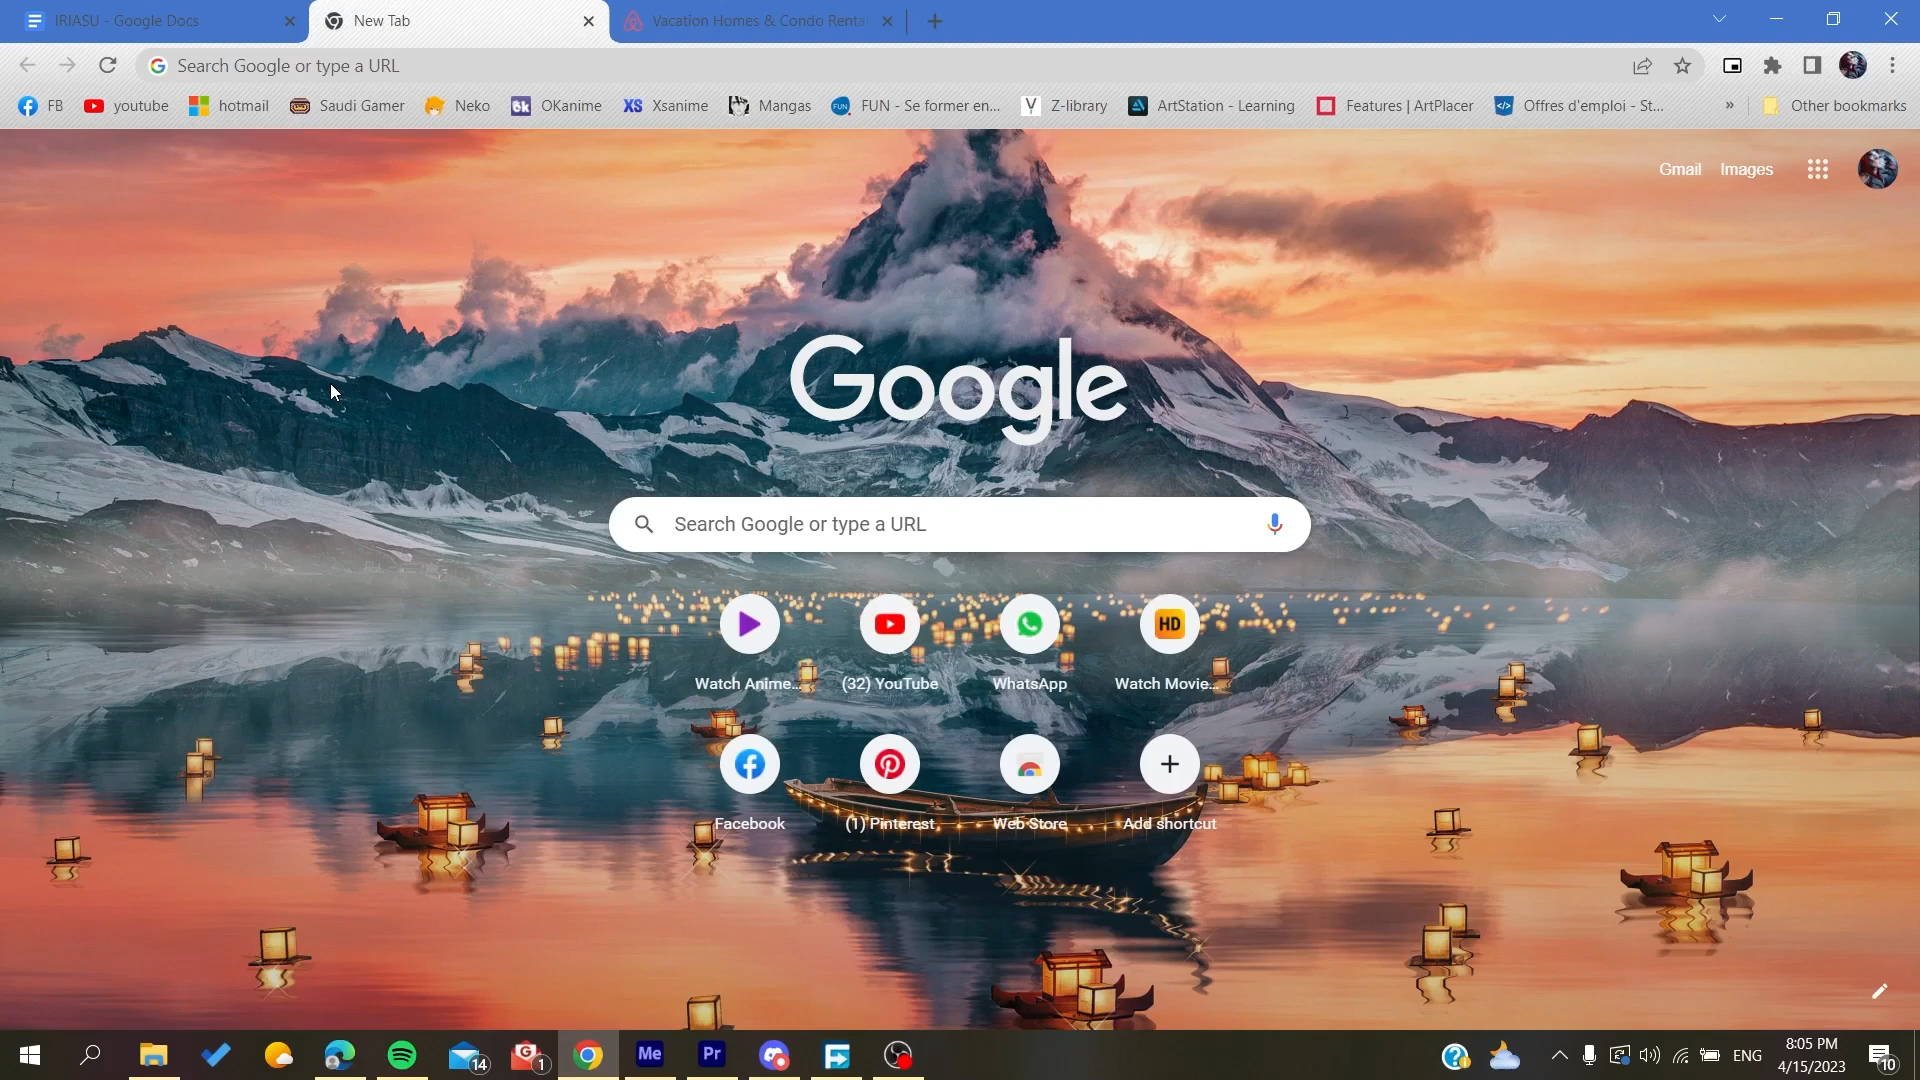 IRIASU - Google Docs
New Tab
Vacation Homes & Condo Renta
Search Google or type a URL
FB
youtube
hotmail
Saudi Gamer
Neko
OKanime
Xsanime
Mangas
FUN - Se former en...
Z-library
ArtStation - Learning
Features | ArtPlacer
Offres d'emploi - St...
»
Other bookmarks
Gmail
Images
Google
Search Google or type a URL
HD
Watch Anime...
(32) YouTube
WhatsApp
Watch Movie...
Facebook
(1) Pinterest
Web Store
Add shortcut
14
1
Me
Pr
ENG
8:05 PM
4/15/2023
10